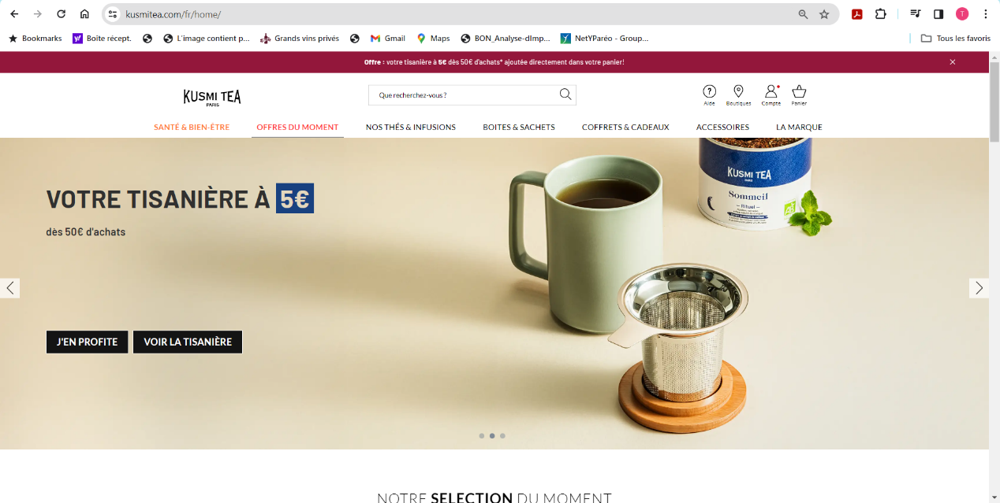 kusmitea.com/fr/home/
T
Bookmarks
Boîte récept.
L'image contient p...
Grands vins privés
Gmail
Maps
BON_Analyse-dImp...
NetYParéo - Group...
Tous les favoris
Offre : votre tisanière à 5€ dès 50€ d'achats* ajoutée directement dans votre panier!
KUSMI TEA
PARIS
Que recherchez-vous ?
Aide
Boutiques
Compte
Panier
SANTÉ & BIEN-ÊTRE
OFFRES DU MOMENT
NOS THÉS & INFUSIONS
BOITES & SACHETS
COFFRETS & CADEAUX
ACCESSOIRES
LA MARQUE
VOTRE TISANIÈRE À 5€
dès 50€ d'achats
J'EN PROFITE
VOIR LA TISANIÈRE
KUSMI TEA
PARIS
Sommeil
Rituel
NOTRE SELECTION DU MOMENT